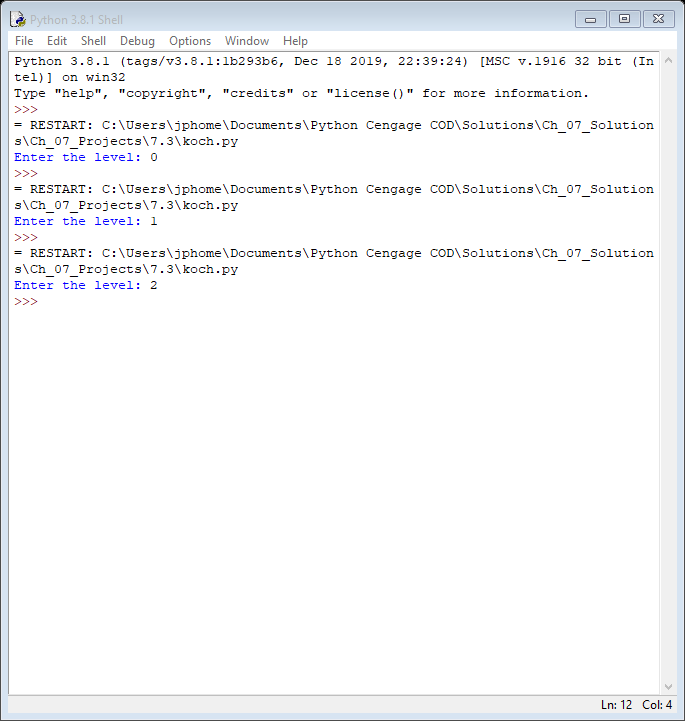 Python 3.8.1 Shell
File Edit Shell Debug Options Window Help
Python 3.8.1 (tags/v3.8.1:1b293b6, Dec 18 2019, 22:39:24) [MSC v.1916 32 bit (In
tel)] on win32
Type "help", "copyright", "credits" or "license()" for more information.
>>>
= RESTART: C:\Users\jphome\Documents\Python Cengage COD\Solutions\Ch_07_Solution
s\Ch_07_Projects\7.3\koch.py
Enter the level: 0
>>>
= RESTART: C:\Users\jphome\Documents\Python Cengage COD\Solutions\Ch_07_Solution
s\Ch_07_Projects\7.3\koch.py
Enter the level: 1
>>>
= RESTART: C:\Users\jphome\Documents\Python Cengage COD\Solutions\Ch_07_Solution
s\Ch_07_Projects\7.3\koch.py
Enter the level: 2
>>>
Ln: 12 Col: 4